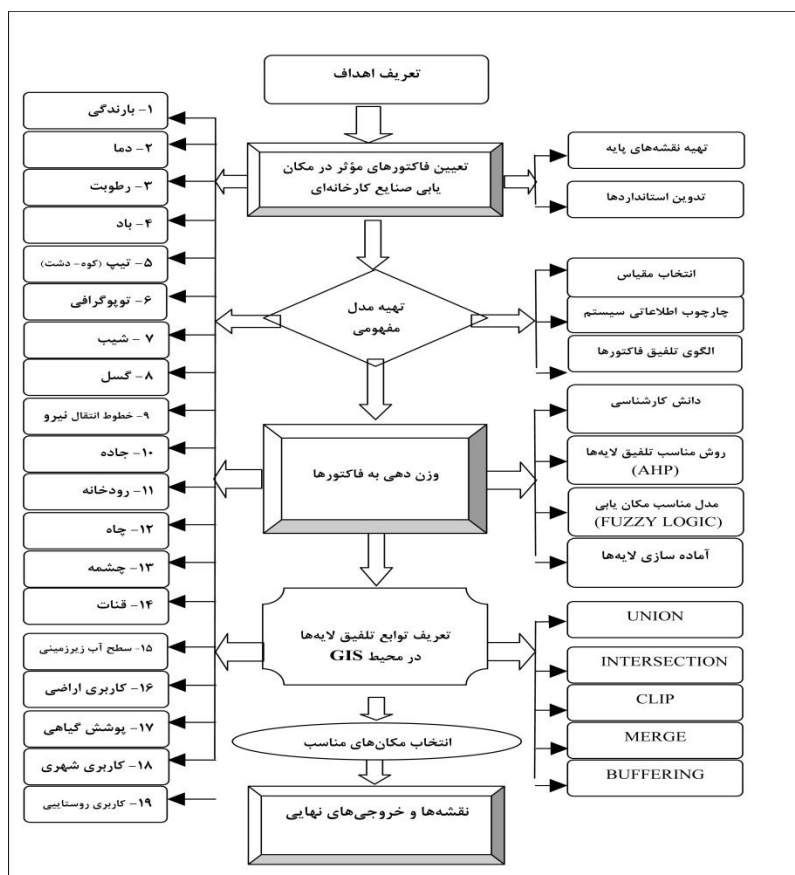 تعریف اهداف
تعیین فاکتورهای مؤثر در مکان
یابی صنایع کارخانه‌ای
تهیه نقشه‌های پایه
تدوین استانداردها
تهیه مدل
مفهومی
انتخاب مقیاس
چارچوب اطلاعاتی سیستم
الگوی تلفیق فاکتورها
وزن دهی به فاکتورها
دانش کارشناسی
روش مناسب تلفیق لایه‌ها
(AHP)
مدل مناسب مکان یابی
(FUZZY LOGIC)
آماده سازی لایه‌ها
تعریف توابع تلفیق لایه‌ها
در محیط GIS
UNION
INTERSECTION
CLIP
MERGE
BUFFERING
انتخاب مکان‌های مناسب
نقشه‌ها و خروجی‌های نهایی
۱- بارندگی
۲- دما
۳- رطوبت
۴- باد
۵- تیپ (کوه- دشت)
۶- توپوگرافی
۷- شیب
۸- گسل
۹- خطوط انتقال نیرو
۱۰- جاده
۱۱- رودخانه
۱۲- چاه
۱۳- چشمه
۱۴- قنات
۱۵- سطح آب زیرزمینی
۱۶- کاربری اراضی
۱۷- پوشش گیاهی
۱۸- کاربری شهری
۱۹- کاربری روستاییی